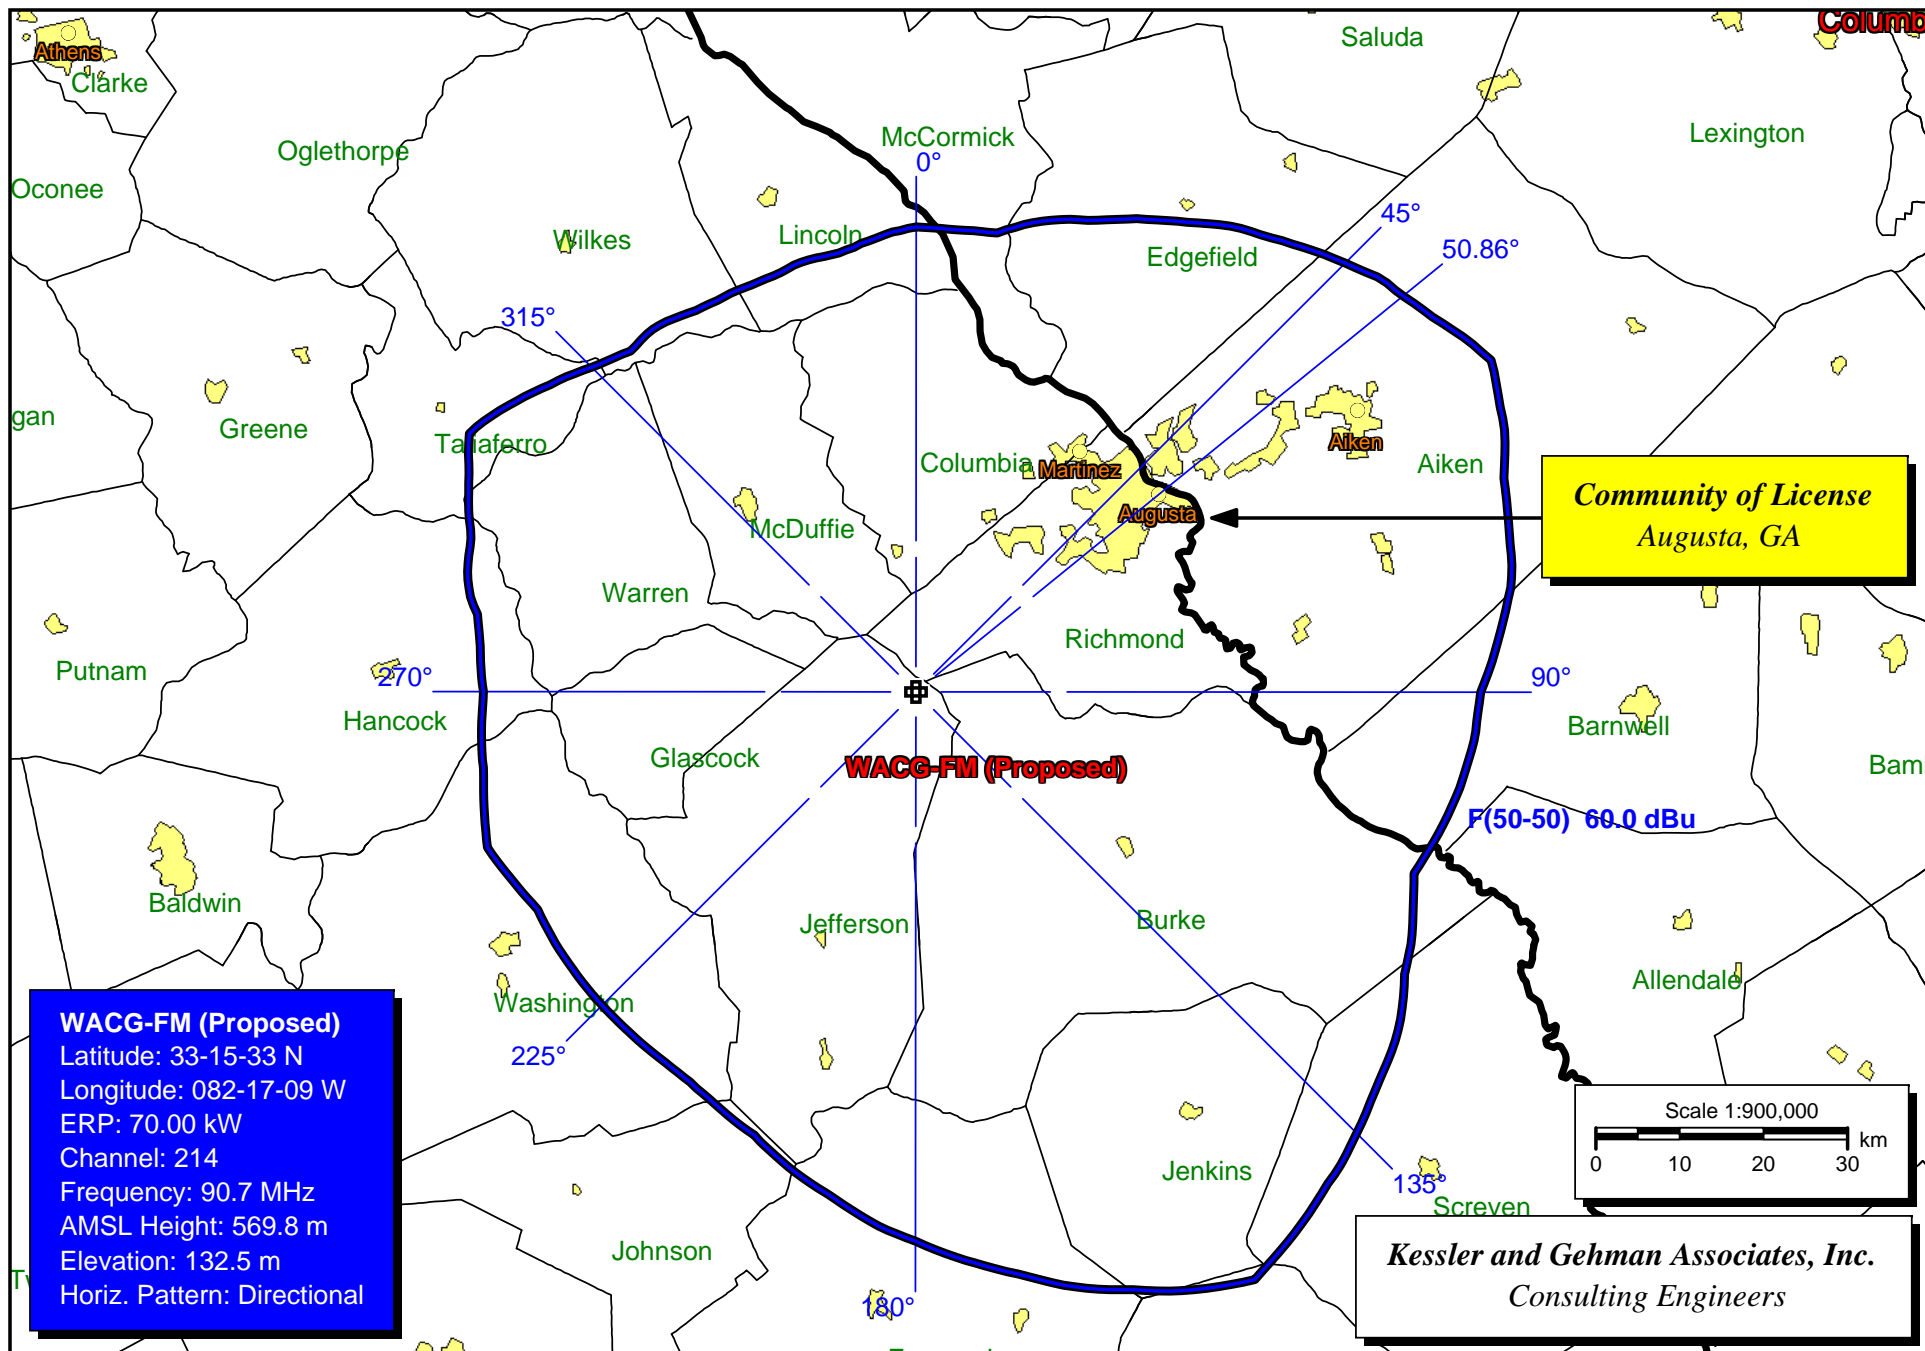 Columb
Saluda
Athens
Clarke
Lexington
McCormick
Oglethorpe
0°
Oconee
45°
Wilkes
Lincoln
50.86°
Edgefield
315°
gan
Greene
Taliaferro
Columbia
Martinez
Aiken
Aiken
Community of License
Augusta, GA
Augusta
McDuffie
Warren
Richmond
Putnam
270°
90°
Hancock
Barnwell
Glascock
WACG-FM (Proposed)
Bam
F(50-50) 60.0 dBu
Baldwin
Jefferson
Burke
Allendale
Washington
225°
WACG-FM (Proposed)
Latitude: 33-15-33 N
Longitude: 082-17-09 W
ERP: 70.00 kW
Channel: 214
Frequency: 90.7 MHz
AMSL Height: 569.8 m
Elevation: 132.5 m
Horiz. Pattern: Directional
Scale 1:900,000
km
0 10 20 30
Jenkins
135°
Screven
Johnson
180°
Kessler and Gehman Associates, Inc.
Consulting Engineers